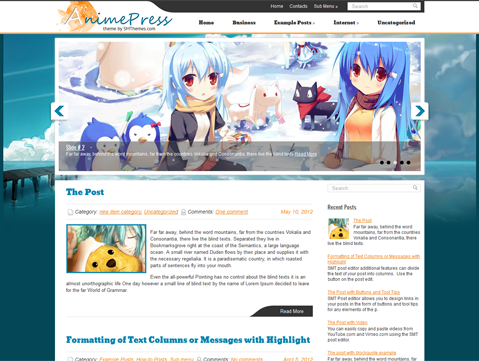 Home Contacts Sub Menu Search
AnimePress
theme by SMThemes.com
Home Business Example Posts Internet Uncategorized
Slide # 2
Far far away, behind the word mountains, far from the countries Vokalia and Consonantia, there live the blind texts. Read More
The Post
Category: new item category, Uncategorized Comments: One comment May 10, 2012
Far far away, behind the word mountains, far from the countries Vokalia and
Consonantia, there live the blind texts. Separated they live in
Bookmarksgrove right at the coast of the Semantics, a large language
ocean. A small river named Duden flows by their place and supplies it with
the necessary regelialia. It is a paradisematic country, in which roasted
parts of sentences fly into your mouth.
Even the all-powerful Pointing has no control about the blind texts it is an
almost unorthographic life One day however a small line of blind text by the name of Lorem Ipsum decided to leave
for the far World of Grammar.
Read More
Formatting of Text Columns or Messages with Highlight
Category: Example Posts, How-to Posts, Sub menu Comments: No comments April 5, 2012
Search
Recent Posts
The Post
Far far away, behind the word mountains, far from the countries Vokalia and Consonantia, there live the blind texts.
Formatting of Text Columns or Messages with Highlight
SMT post editor additional features can divide the text of your post into columns. Use the button on the post edit.
The Post with Buttons and Text Tips
SMT Post editor allows you to design links in your posts in the form of buttons and tool tips for any elements of the p.
The Post with Video
You can easily copy and paste videos from YouTube.com and Vimeo.com using the SMT post editor.
The post with blockquote example